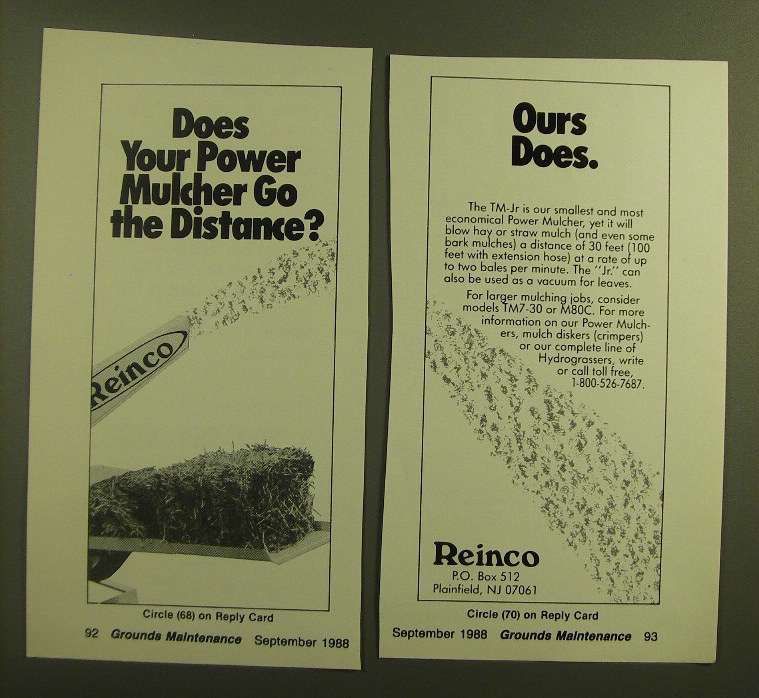 Does
Your Power
Mulcher Go
the Distance?
Reinco
Circle (68) on Reply Card
92 Grounds Maintenance September 1988
Ours
Does.
The TM-Jr is our smallest and most
economical Power Mulcher, yet it will
blow hay or straw mulch (and even some
bark mulches) a distance of 30 feet (100
feet with extension hose) at a rate of up
to two bales per minute. The "Jr." can
also be used as a vacuum for leaves.
For larger mulching jobs, consider
models TM7-30 or M80C. For more
information on our Power Mulch-
ers, mulch diskers (crimpers)
or our complete line of
Hydrograssers, write
or call toll free,
1-800-526-7687.
Reinco
P.O. Box 512
Plainfield, NJ 07061
Circle (70) on Reply Card
September 1988 Grounds Maintenance 93